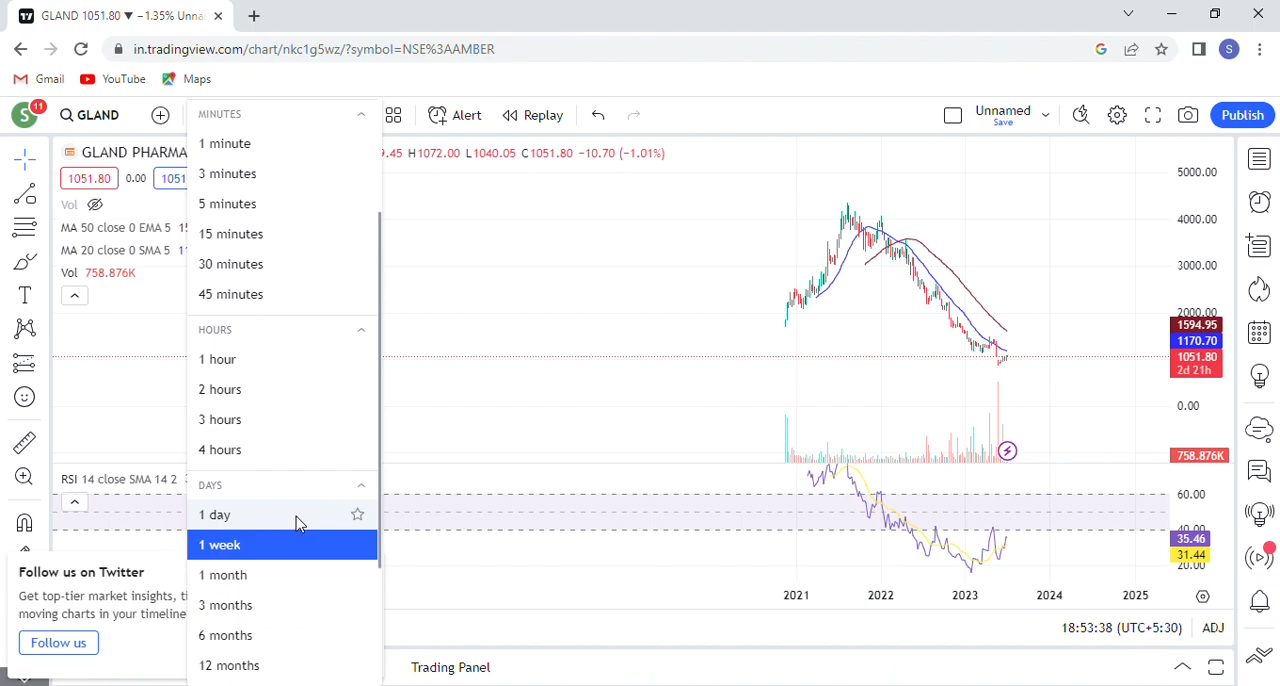 GLAND 1051.80 ▼ −1.35% Unna
in.tradingview.com/chart/nkc1g5wz/?symbol=NSE%3AAMBER
S
Gmail
YouTube
Maps
S
11
GLAND
Alert
Replay
Unnamed
Save
Publish
GLAND PHARMA
9.45 H1072.00 L1040.05 C1051.80 −10.70 (−1.01%)
1051.80
0.00
1051
Vol
MA 50 close 0 EMA 5
MA 20 close 0 SMA 5
Vol 758.876K
MINUTES
1 minute
3 minutes
5 minutes
15 minutes
30 minutes
45 minutes
HOURS
1 hour
2 hours
3 hours
4 hours
DAYS
1 day
1 week
1 month
3 months
6 months
12 months
5000.00
4000.00
3000.00
2000.00
1594.95
1170.70
1051.80
2d 21h
0.00
758.876K
RSI 14 close SMA 14 2
60.00
40.00
35.46
31.44
20.00
2021
2022
2023
2024
2025
Follow us on Twitter
Get top-tier market insights, ti
moving charts in your timeline
Follow us
18:53:38 (UTC+5:30)
ADJ
Trading Panel